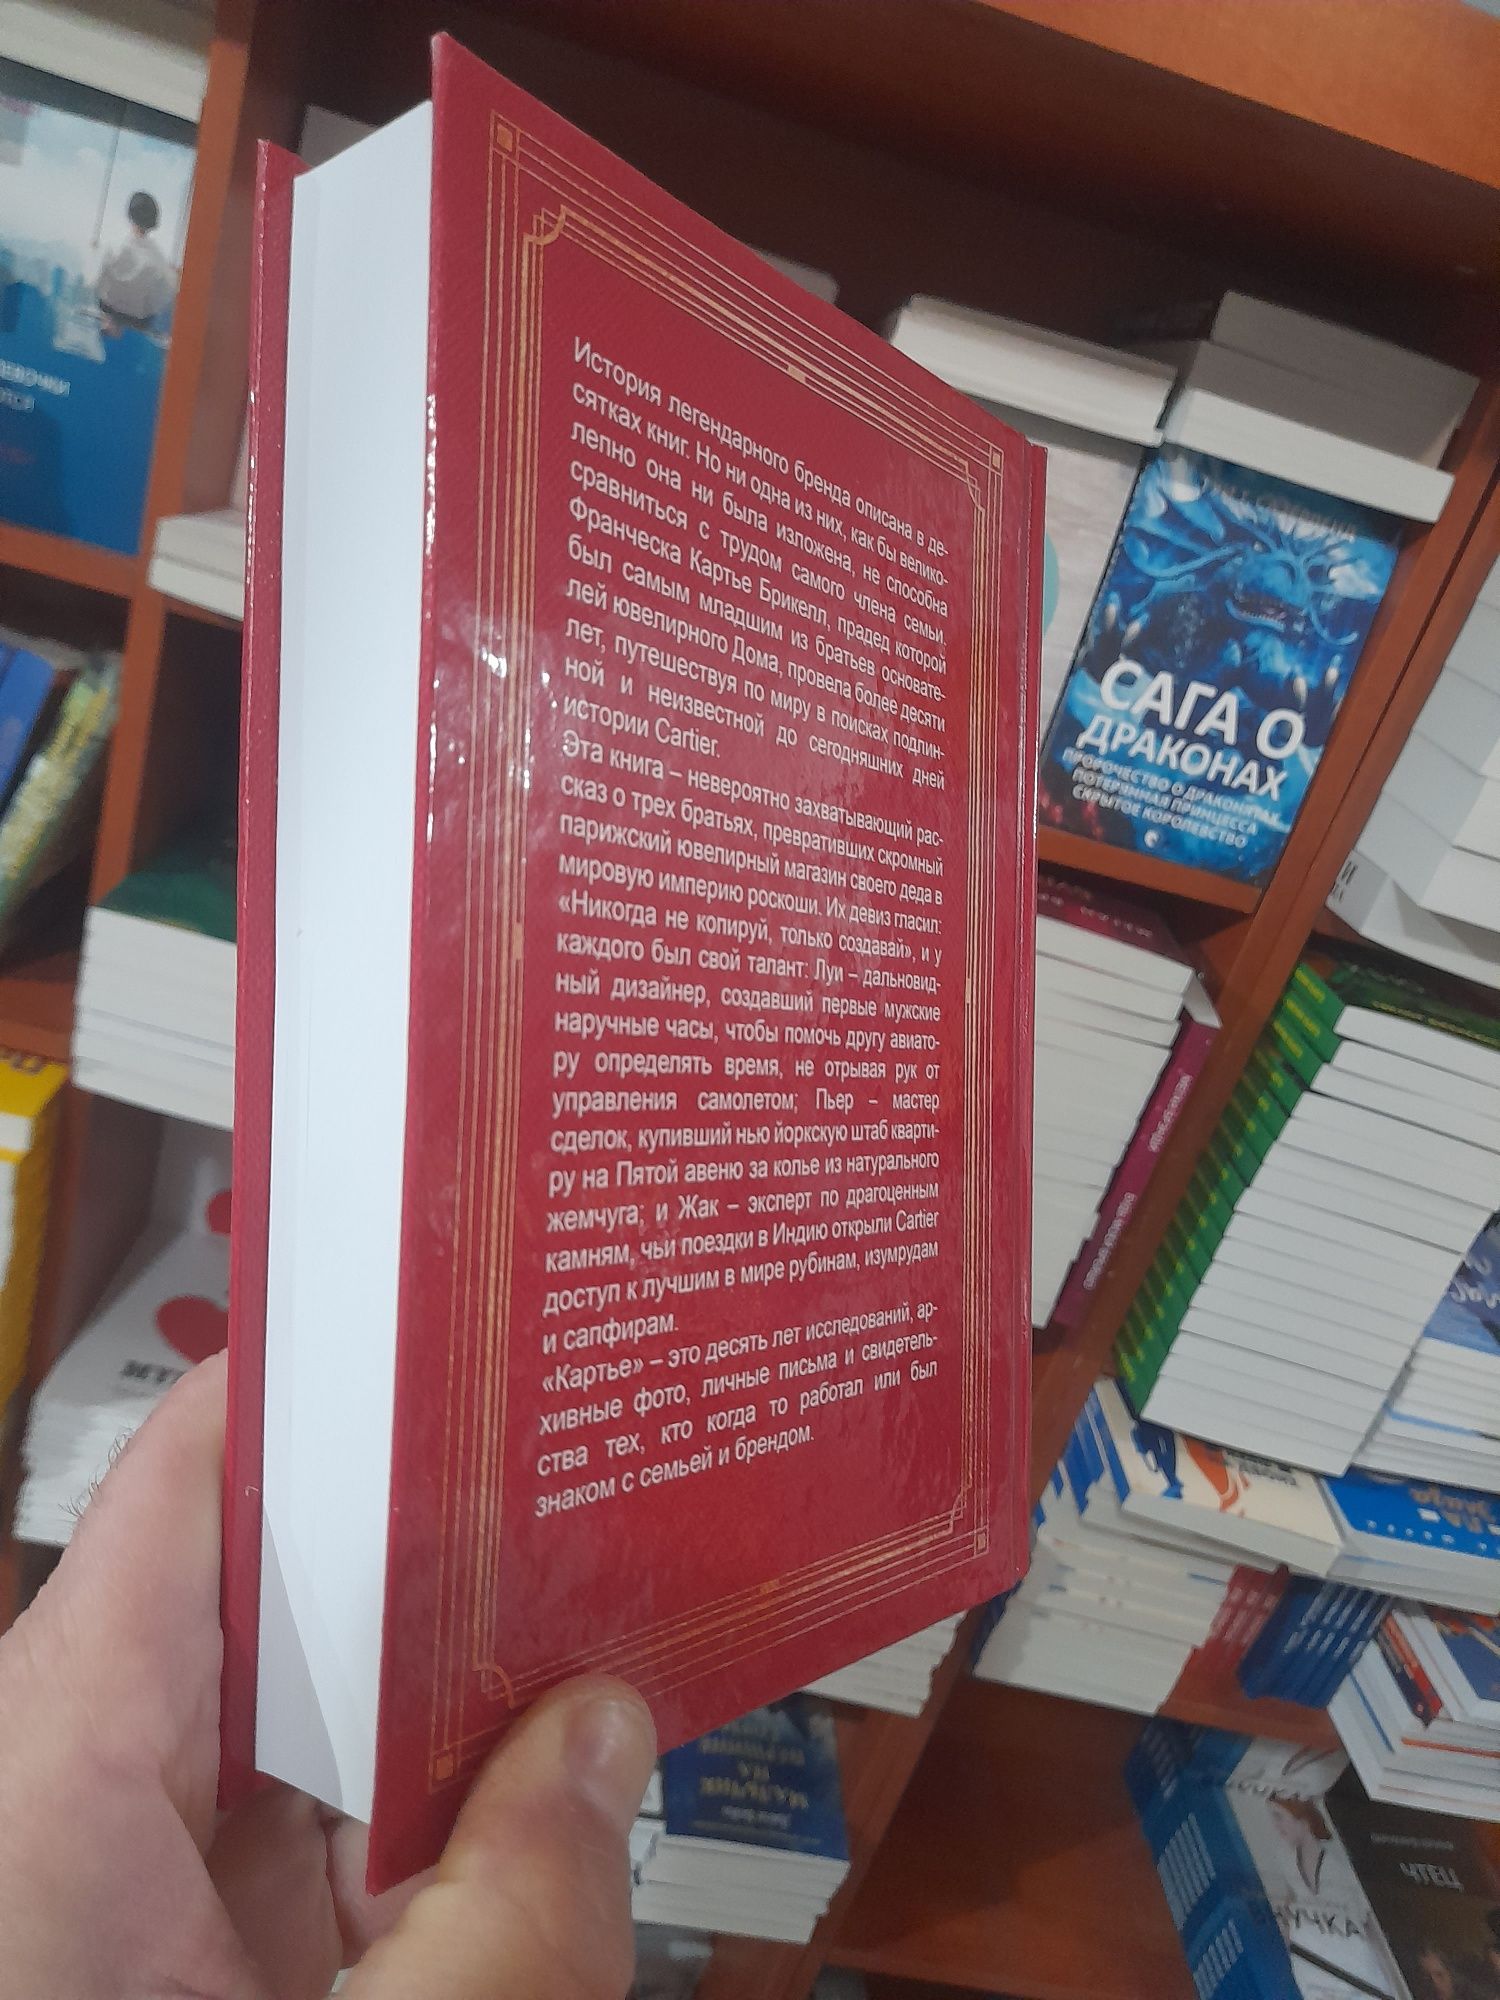 История легендарного бренда описана в де-
сятках книг. Но ни одна из них, как бы велико-
лепно она ни была изложена, не способна
сравниться с трудом самого члена семьи.
Франческа Картье Брикелл, прадед которой
был самым младшим из братьев основате-
лей ювелирного Дома, провела более десяти
лет, путешествуя по миру в поисках подлин-
ной и неизвестной до сегодняшних дней
истории Cartier.
Эта книга – невероятно захватывающий рас-
сказ о трех братьях, превративших скромный
парижский ювелирный магазин своего деда в
мировую империю роскоши. Их девиз гласил:
«Никогда не копируй, только создавай», и у
каждого был свой талант: Луи – дальновид-
ный дизайнер, создавший первые мужские
наручные часы, чтобы помочь другу авиато-
ру определять время, не отрывая рук от
управления самолетом; Пьер – мастер
сделок, купивший нью йоркскую штаб кварти-
ру на Пятой авеню за колье из натурального
жемчуга; и Жак – эксперт по драгоценным
камням, чьи поездки в Индию открыли Cartier
доступ к лучшим в мире рубинам, изумрудам
и сапфирам.
«Картье» – это десять лет исследований, ар-
хивные фото, личные письма и свидетель-
ства тех, кто когда то работал или был
знаком с семьей и брендом.
САГА О
ДРАКОНАХ
ПРОРОЧЕСТВО О ДРАКОНЯТАХ
ПОТЕРЯННАЯ ПРИНЦЕССА
СКРЫТОЕ КОРОЛЕВСТВО
ЧТЕЦ